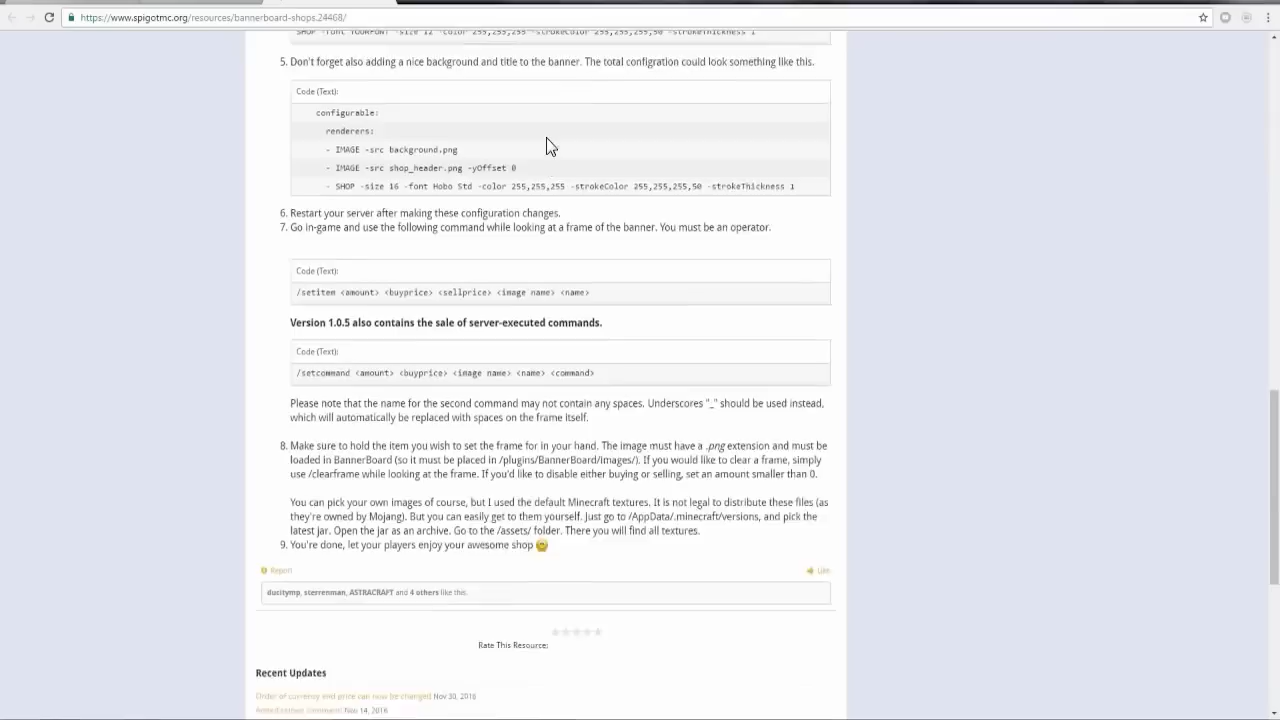 https://www.spigotmc.org/resources/bannerboard-shops.24468/
SHOP -font YOURFONT -size 12 -color 255,255,255 -strokeColor 255,255,255,50 -strokeThickness 1
5. Don't forget also adding a nice background and title to the banner. The total configration could look something like this.
Code (Text):
configurable:
renderers:
- IMAGE -src background.png
- IMAGE -src shop_header.png -yOffset 0
- SHOP -size 16 -font Hobo Std -color 255,255,255 -strokeColor 255,255,255,50 -strokeThickness 1
6. Restart your server after making these configuration changes.
7. Go in-game and use the following command while looking at a frame of the banner. You must be an operator.
Code (Text):
/setitem <amount> <buyprice> <sellprice> <image name> <name>
Version 1.0.5 also contains the sale of server-executed commands.
Code (Text):
/setcommand <amount> <buyprice> <image name> <name> <command>
Please note that the name for the second command may not contain any spaces. Underscores "_" should be used instead,
which will automatically be replaced with spaces on the frame itself.
8. Make sure to hold the item you wish to set the frame for in your hand. The image must have a .png extension and must be
loaded in BannerBoard (so it must be placed in /plugins/BannerBoard/images/). If you would like to clear a frame, simply
use /clearframe while looking at the frame. If you'd like to disable either buying or selling, set an amount smaller than 0.
You can pick your own images of course, but I used the default Minecraft textures. It is not legal to distribute these files (as
they're owned by Mojang). But you can easily get to them yourself. Just go to /AppData/.minecraft/versions, and pick the
latest jar. Open the jar as an archive. Go to the /assets/ folder. There you will find all textures.
9. You're done, let your players enjoy your awesome shop
Report
Like
ducitymp, sterrenman, ASTRACRAFT and 4 others like this.
Rate This Resource:
Recent Updates
Order of currency and price can now be changed Nov 30, 2016
Nov 14, 2016